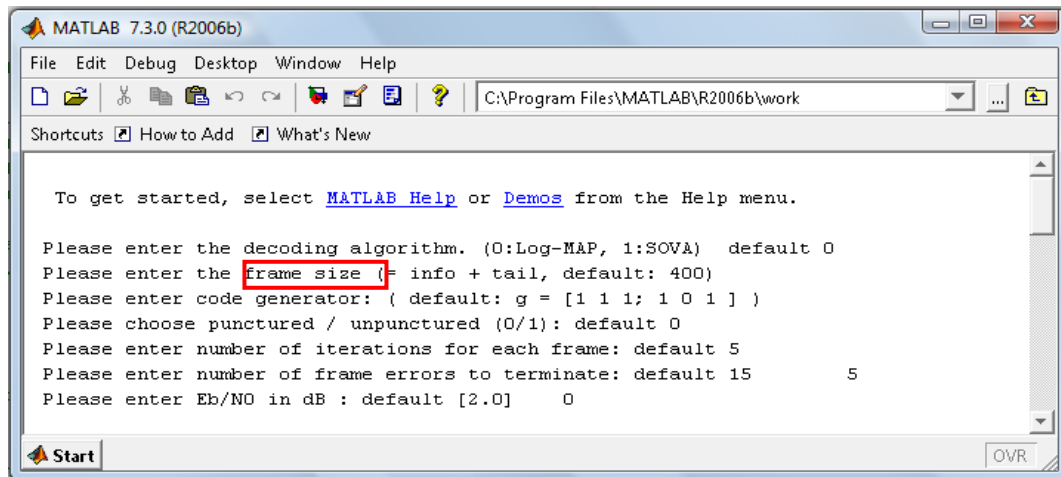 MATLAB 7.3.0 (R2006b)
File Edit Debug Desktop Window Help
C:\Program Files\MATLAB\R2006b\work
...
Shortcuts How to Add What's New
To get started, select MATLAB Help or Demos from the Help menu.
Please enter the decoding algorithm. (0:Log-MAP, 1:SOVA) default 0
Please enter the frame size (= info + tail, default: 400)
Please enter code generator: ( default: g = [1 1 1; 1 0 1 ] )
Please choose punctured / unpunctured (0/1): default 0
Please enter number of iterations for each frame: default 5
Please enter number of frame errors to terminate: default 15 5
Please enter Eb/N0 in dB : default [2.0] 0
Start
OVR